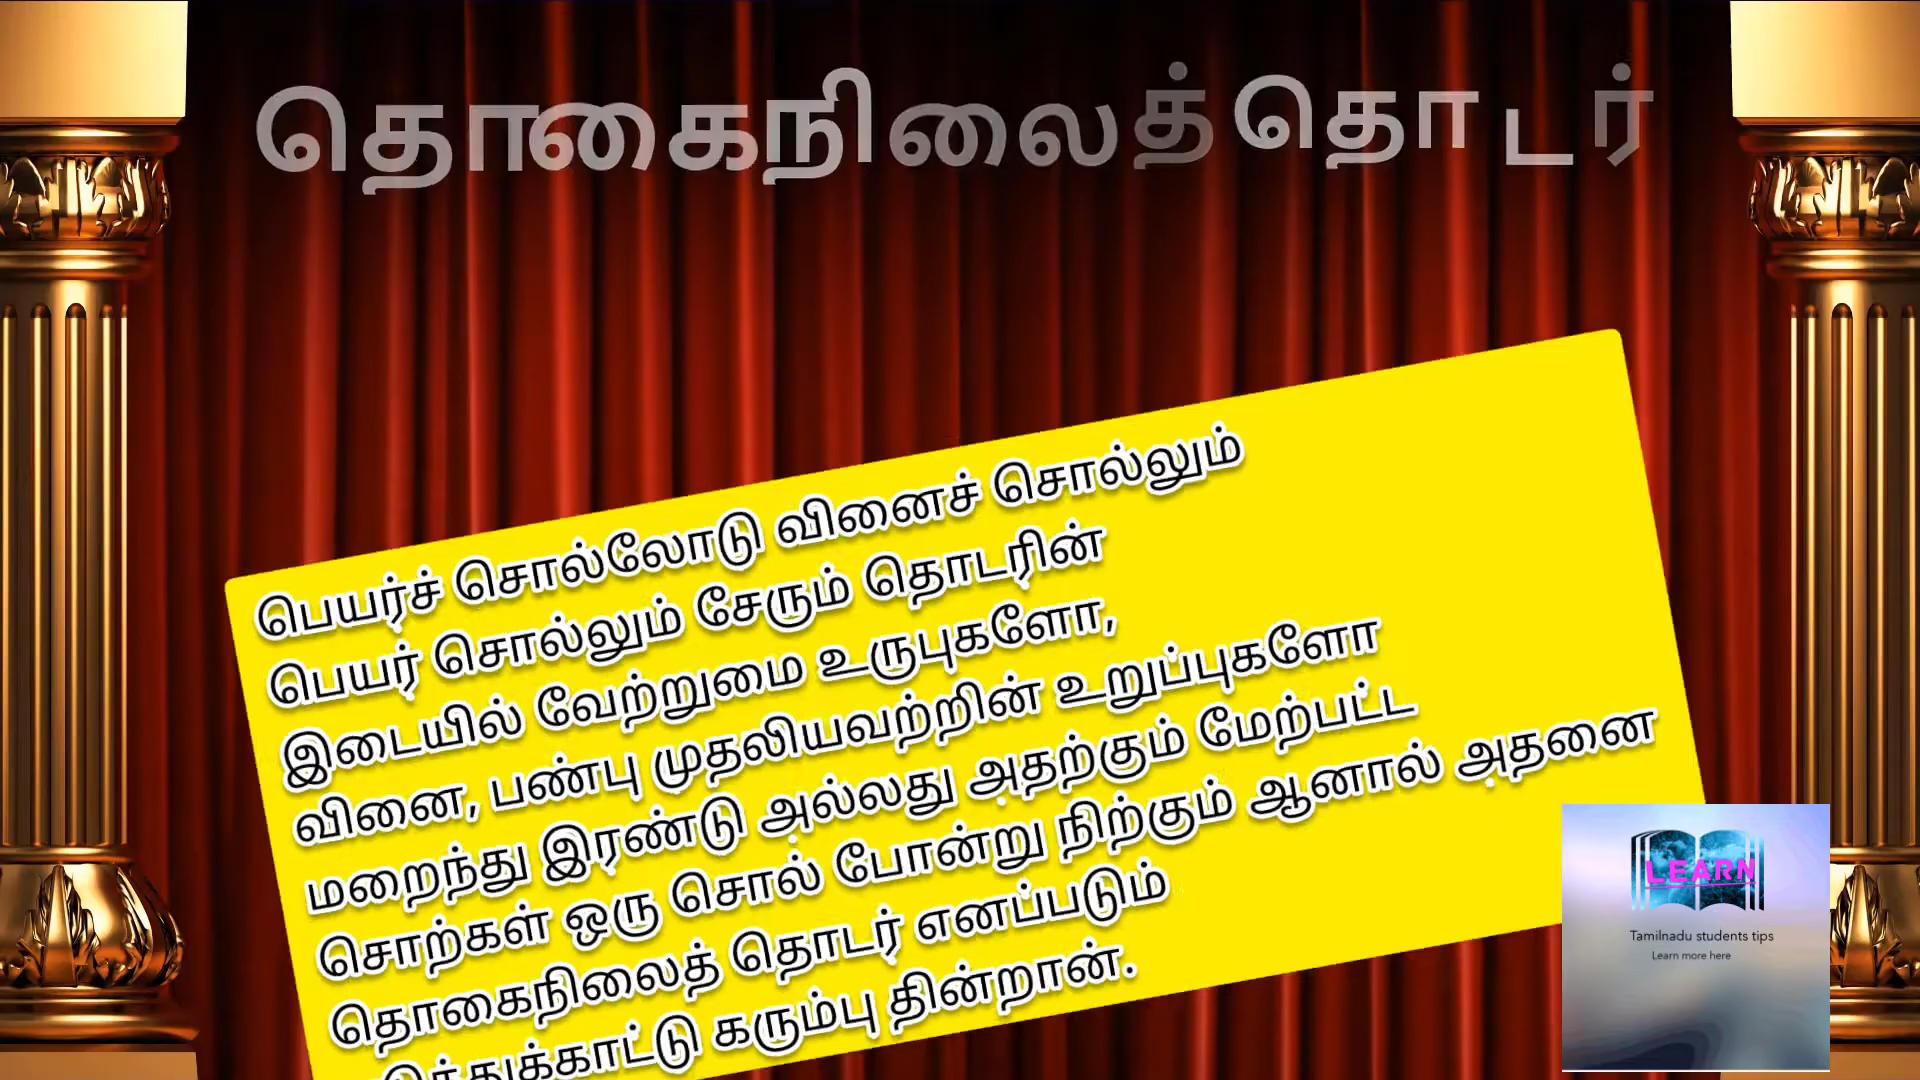 தொகைநிலைத்தொடர்
பெயர்ச் சொல்லோடு வினைச் சொல்லும்
பெயர் சொல்லும் சேரும் தொடரின்
இடையில் வேற்றுமை உருபுகளோ,
வினை, பண்பு முதலியவற்றின் உறுப்புகளோ
மறைந்து இரண்டு அல்லது அதற்கும் மேற்பட்ட
சொற்கள் ஒரு சொல் போன்று நிற்கும் ஆனால் அதனை
தொகைநிலைத் தொடர் எனப்படும்
கரும்பு தின்றான்.
LEARN
Tamilnadu students tips
Learn more here